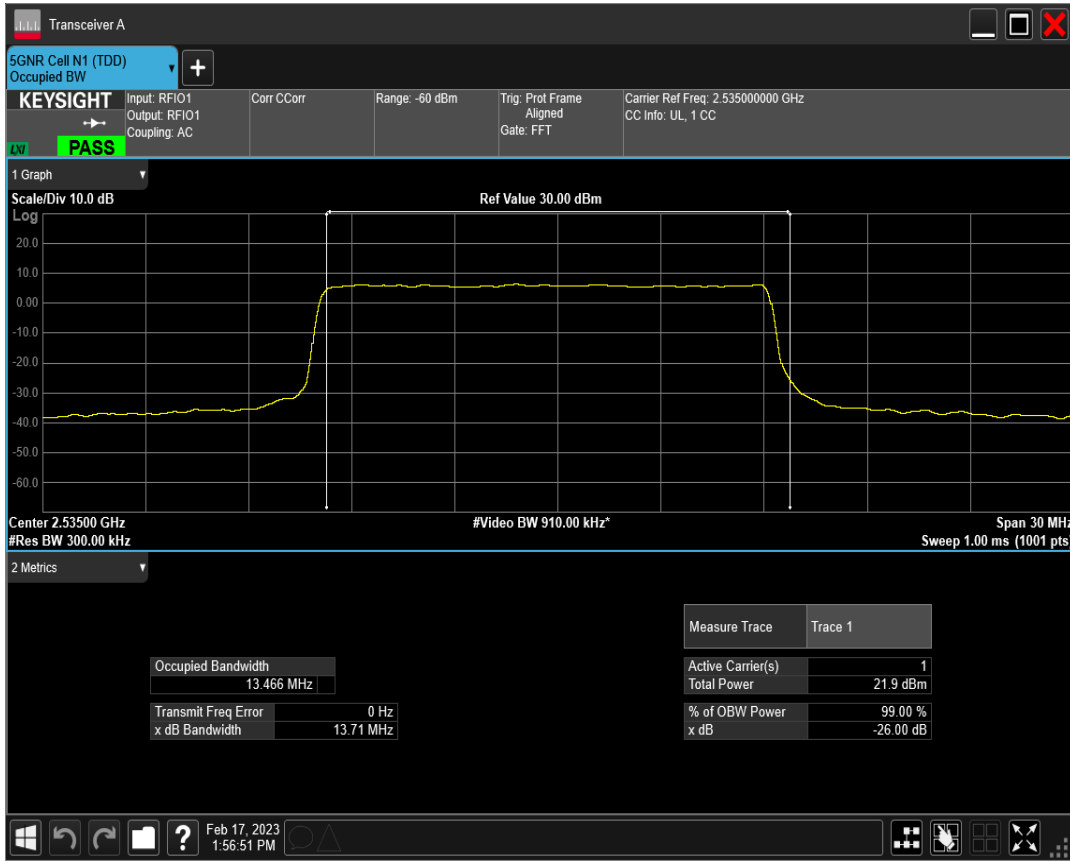 Transceiver A
5GNR Cell N1 (TDD)
Occupied BW
+
KEYSIGHT
LXI
PASS
Input: RFIO1
Output: RFIO1
Coupling: AC
Corr CCorr
Range: -60 dBm
Trig: Prot Frame
Aligned
Gate: FFT
Carrier Ref Freq: 2.535000000 GHz
CC Info: UL, 1 CC
1 Graph
Scale/Div 10.0 dB
Ref Value 30.00 dBm
Log
20.0
10.0
0.00
-10.0
-20.0
-30.0
-40.0
-50.0
-60.0
Center 2.53500 GHz
#Video BW 910.00 kHz*
Span 30 MHz
#Res BW 300.00 kHz
Sweep 1.00 ms (1001 pts)
2 Metrics
Measure Trace Trace 1
Occupied Bandwidth
13.466 MHz
Active Carrier(s) 1
Total Power 21.9 dBm
Transmit Freq Error 0 Hz
x dB Bandwidth 13.71 MHz
% of OBW Power 99.00 %
x dB -26.00 dB
?
Feb 17, 2023
1:56:51 PM